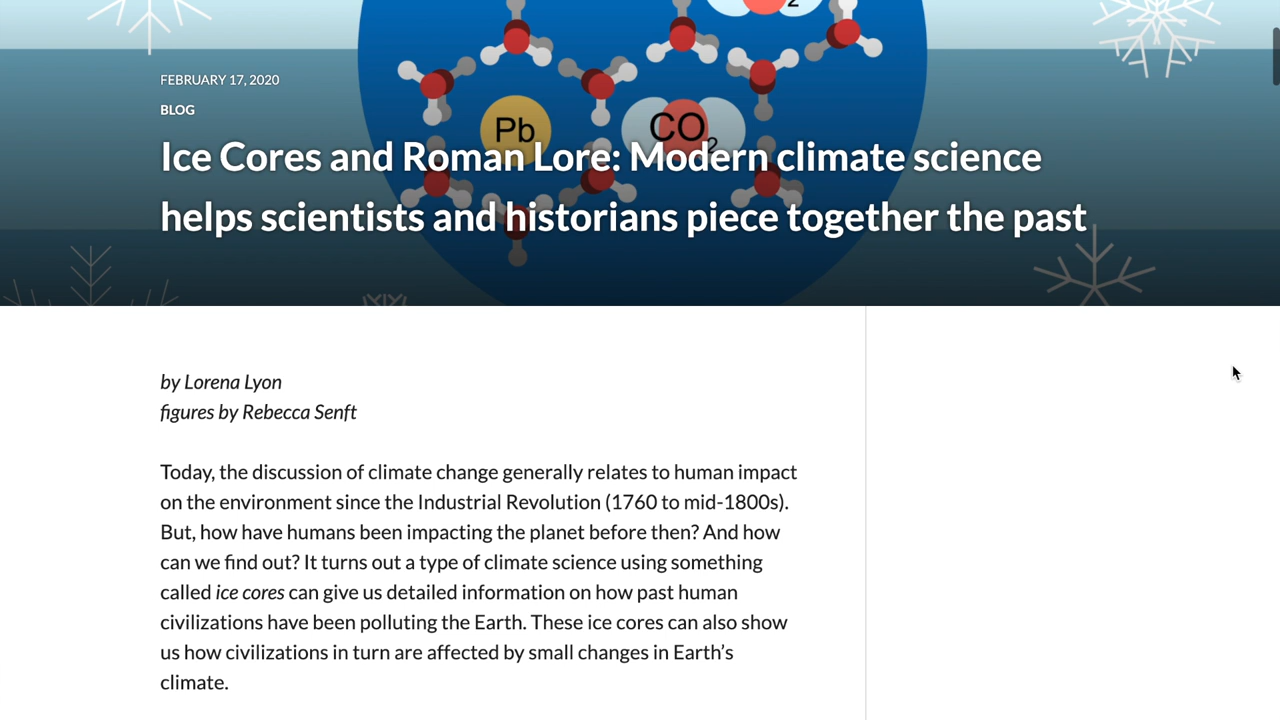 2
FEBRUARY 17, 2020
BLOG
Pb
CO2
Ice Cores and Roman Lore: Modern climate science
helps scientists and historians piece together the past
by Lorena Lyon
figures by Rebecca Senft
Today, the discussion of climate change generally relates to human impact
on the environment since the Industrial Revolution (1760 to mid-1800s).
But, how have humans been impacting the planet before then? And how
can we find out? It turns out a type of climate science using something
called ice cores can give us detailed information on how past human
civilizations have been polluting the Earth. These ice cores can also show
us how civilizations in turn are affected by small changes in Earth’s
climate.